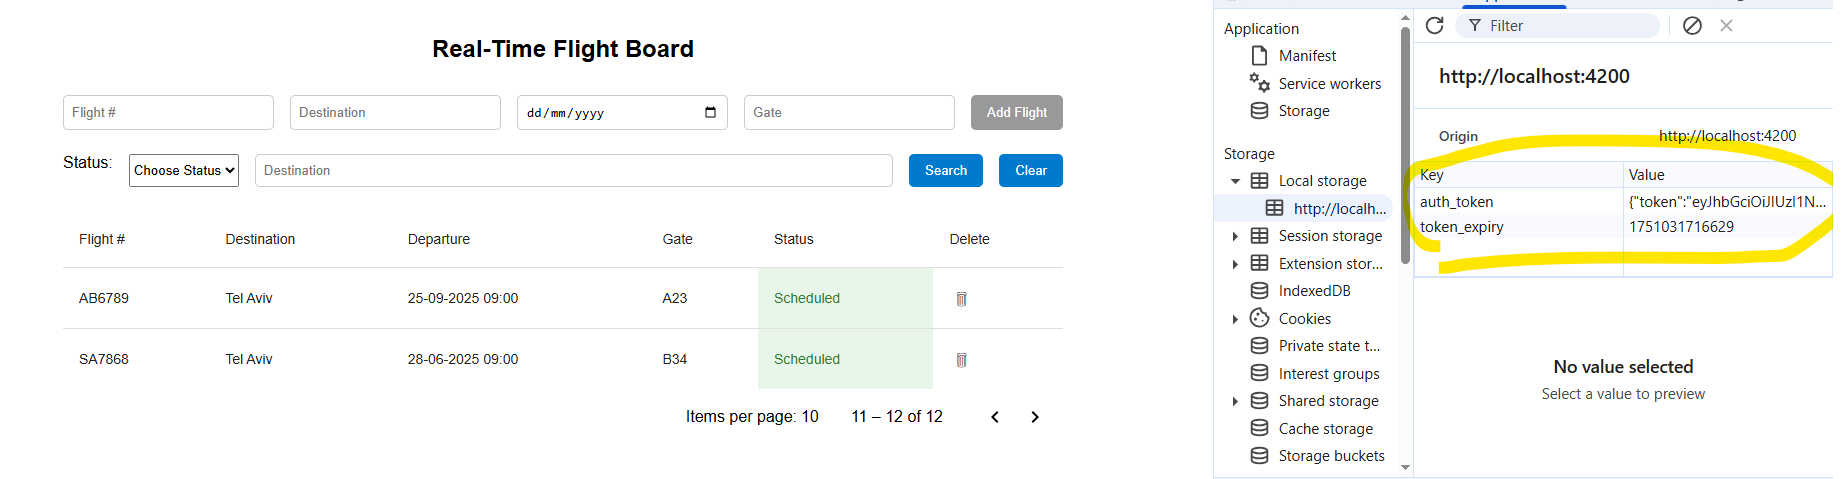 Real-Time Flight Board
Flight #
Destination
dd/mm/yyyy
Gate
Add Flight
Status:
Choose Status
Destination
Search
Clear
Flight # Destination Departure Gate Status Delete
AB6789 Tel Aviv 25-09-2025 09:00 A23 Scheduled
SA7868 Tel Aviv 28-06-2025 09:00 B34 Scheduled
Items per page: 10 11 – 12 of 12
Application
Manifest
Service workers
Storage
Storage
Local storage
http://localh...
Session storage
Extension stor...
IndexedDB
Cookies
Private state t...
Interest groups
Shared storage
Cache storage
Storage buckets
Filter
http://localhost:4200
Origin http://localhost:4200
Key Value
auth_token {"token":"eyJhbGciOiJIUzI1N...
token_expiry 1751031716629
No value selected
Select a value to preview